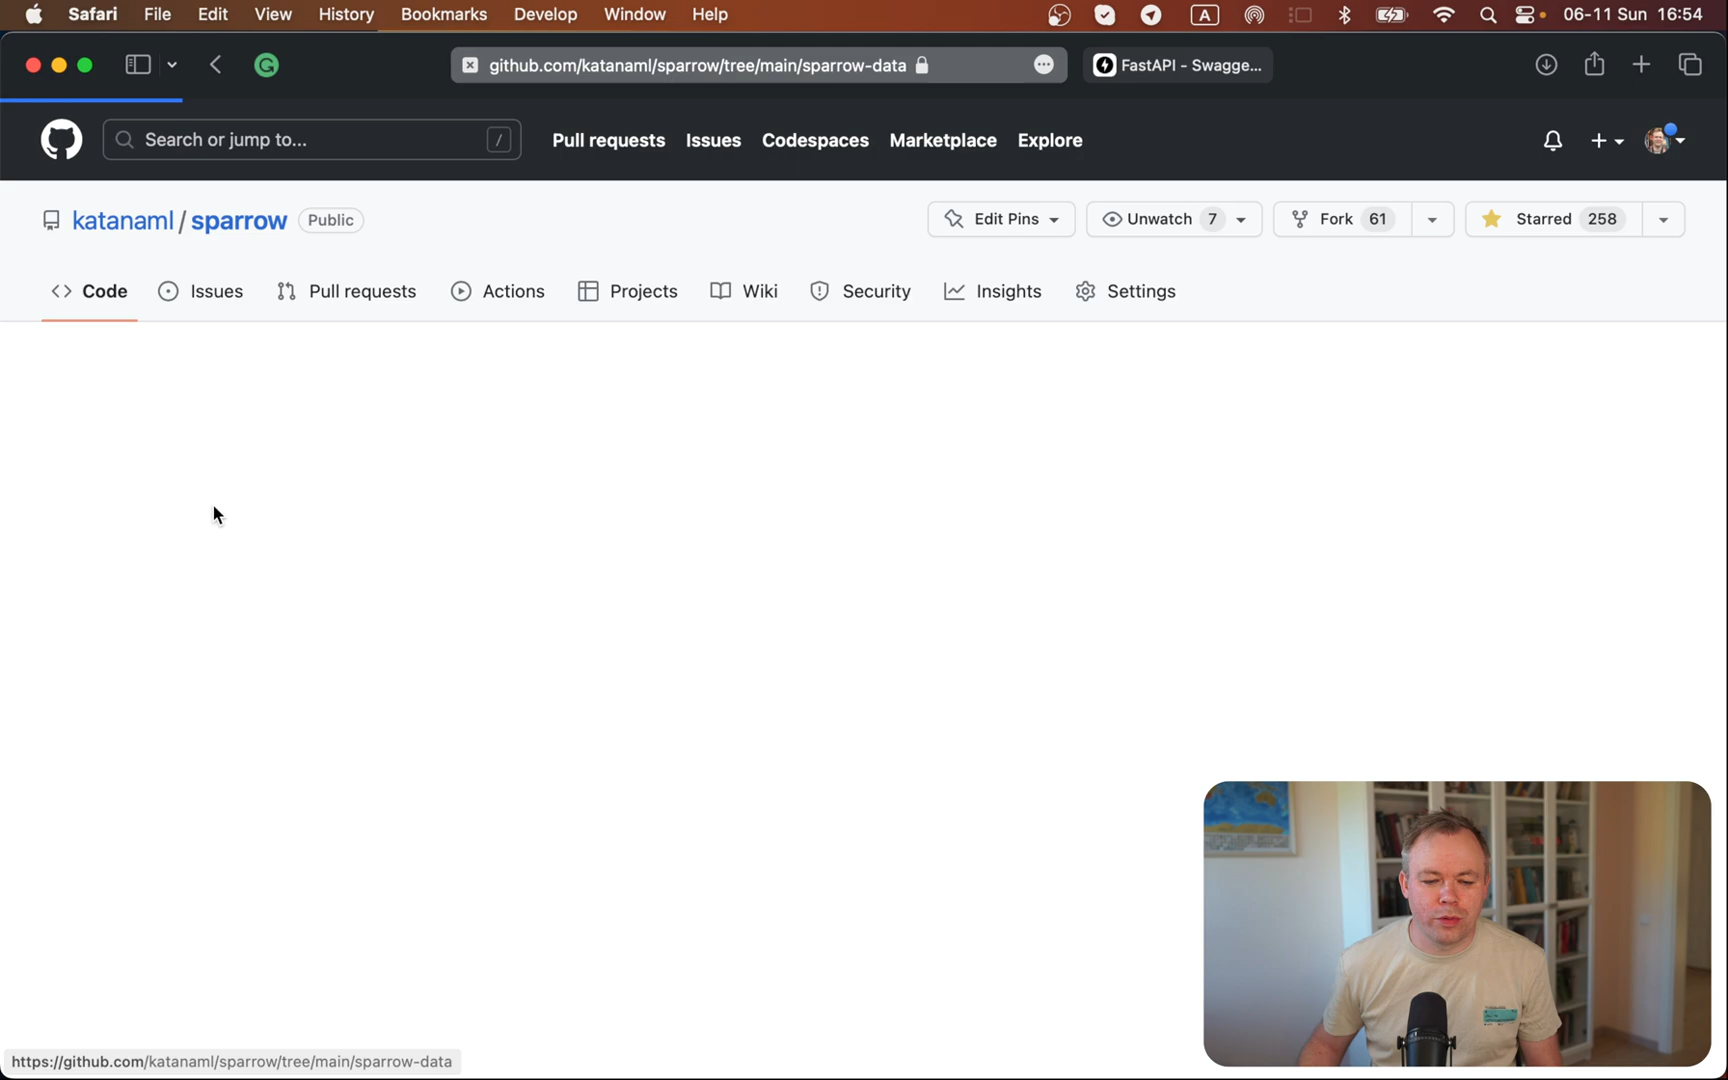 Safari File Edit View History Bookmarks Develop Window Help A 06-11 Sun 16:54
github.com/katanaml/sparrow/tree/main/sparrow-data FastAPI - Swagge...
Search or jump to... / Pull requests Issues Codespaces Marketplace Explore
katanaml / sparrow Public Edit Pins Unwatch 7 Fork 61 Starred 258
Code Issues Pull requests Actions Projects Wiki Security Insights Settings
https://github.com/katanaml/sparrow/tree/main/sparrow-data